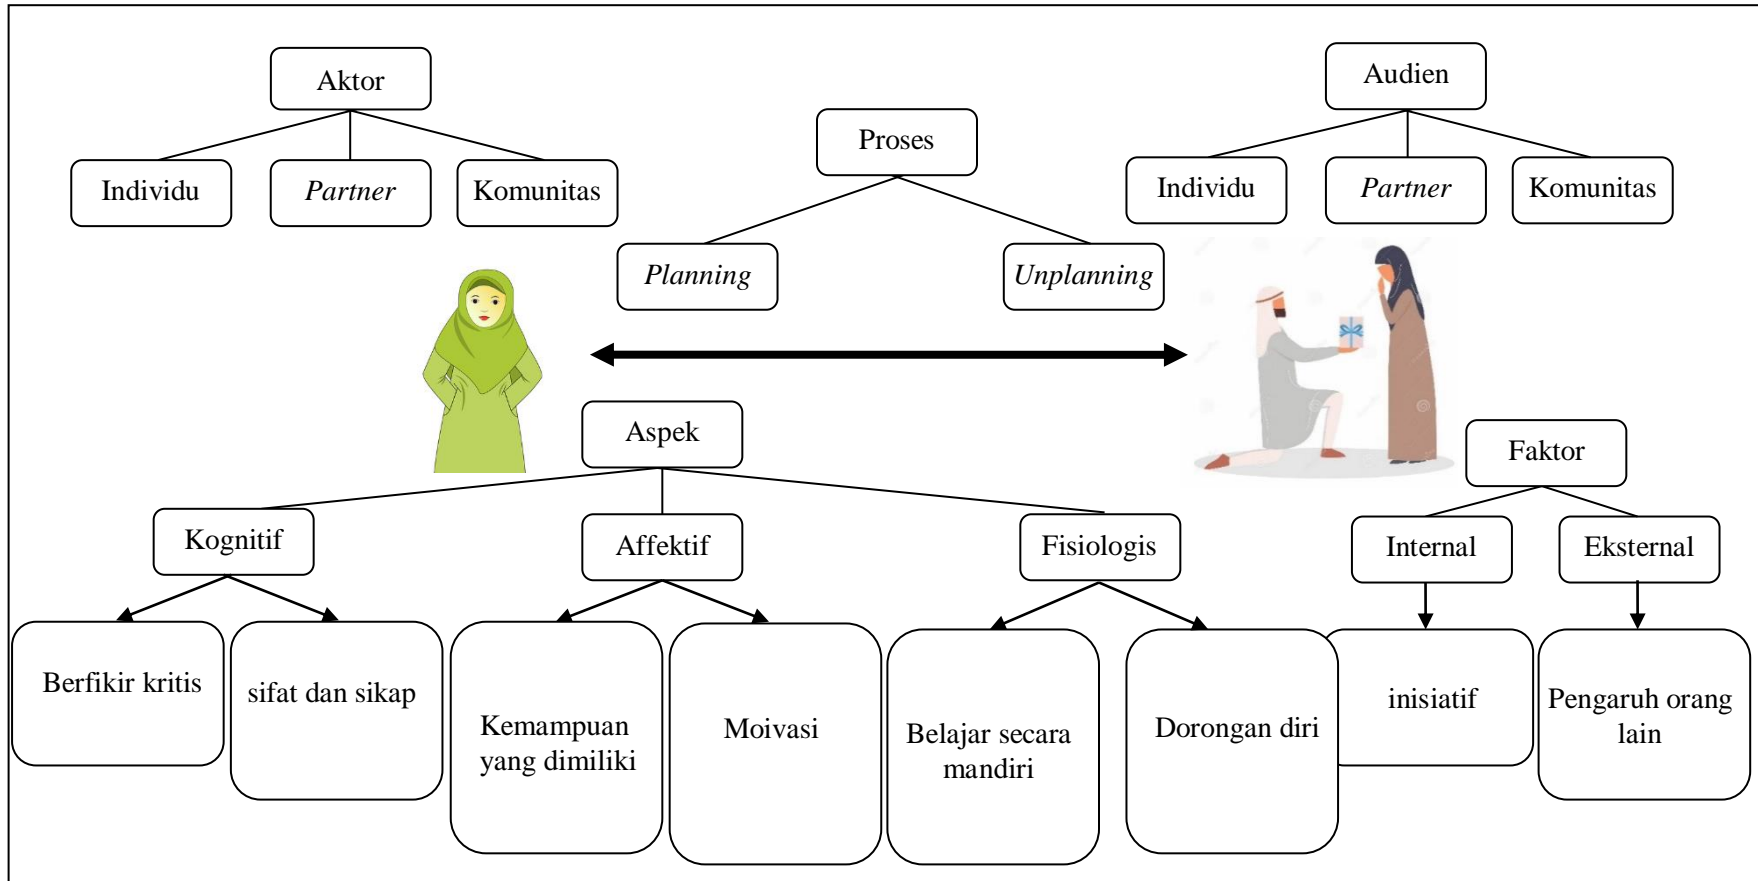 Aktor
Audien
Proses
Individu
Partner
Komunitas
Individu
Partner
Komunitas
Planning
Unplanning
Aspek
Faktor
Kognitif
Affektif
Fisiologis
Internal
Eksternal
Berfikir kritis
sifat dan sikap
Kemampuan
yang dimiliki
Moivasi
Belajar secara
mandiri
Dorongan diri
inisiatif
Pengaruh orang
lain